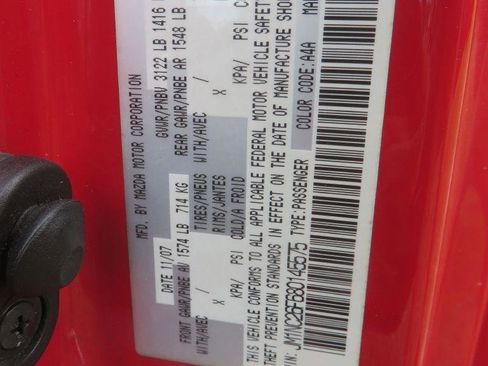 MFD. BY MAZDA MOTOR CORPORATION
DATE 11/07 GVWR/PNBV 3122 LB 1416
FRONT GAWR/PNBE AV 1574 LB 714 KG REAR GAWR/PNBE AR 1548 LB
WITH/AVEC TIRES/PNEUS WITH/AVEC
X / RIMS/JANTES X /
KPA/ PSI COLD/A FROID KPA/ PSI
THIS VEHICLE CONFORMS TO ALL APPLICABLE FEDERAL MOTOR VEHICLE SAFETY
THEFT PREVENTION STANDARDS IN EFFECT ON THE DATE OF MANUFACTURE SHO
JM1NC26F680145575 TYPE:PASSENGER
COLOR CODE: A4A MA